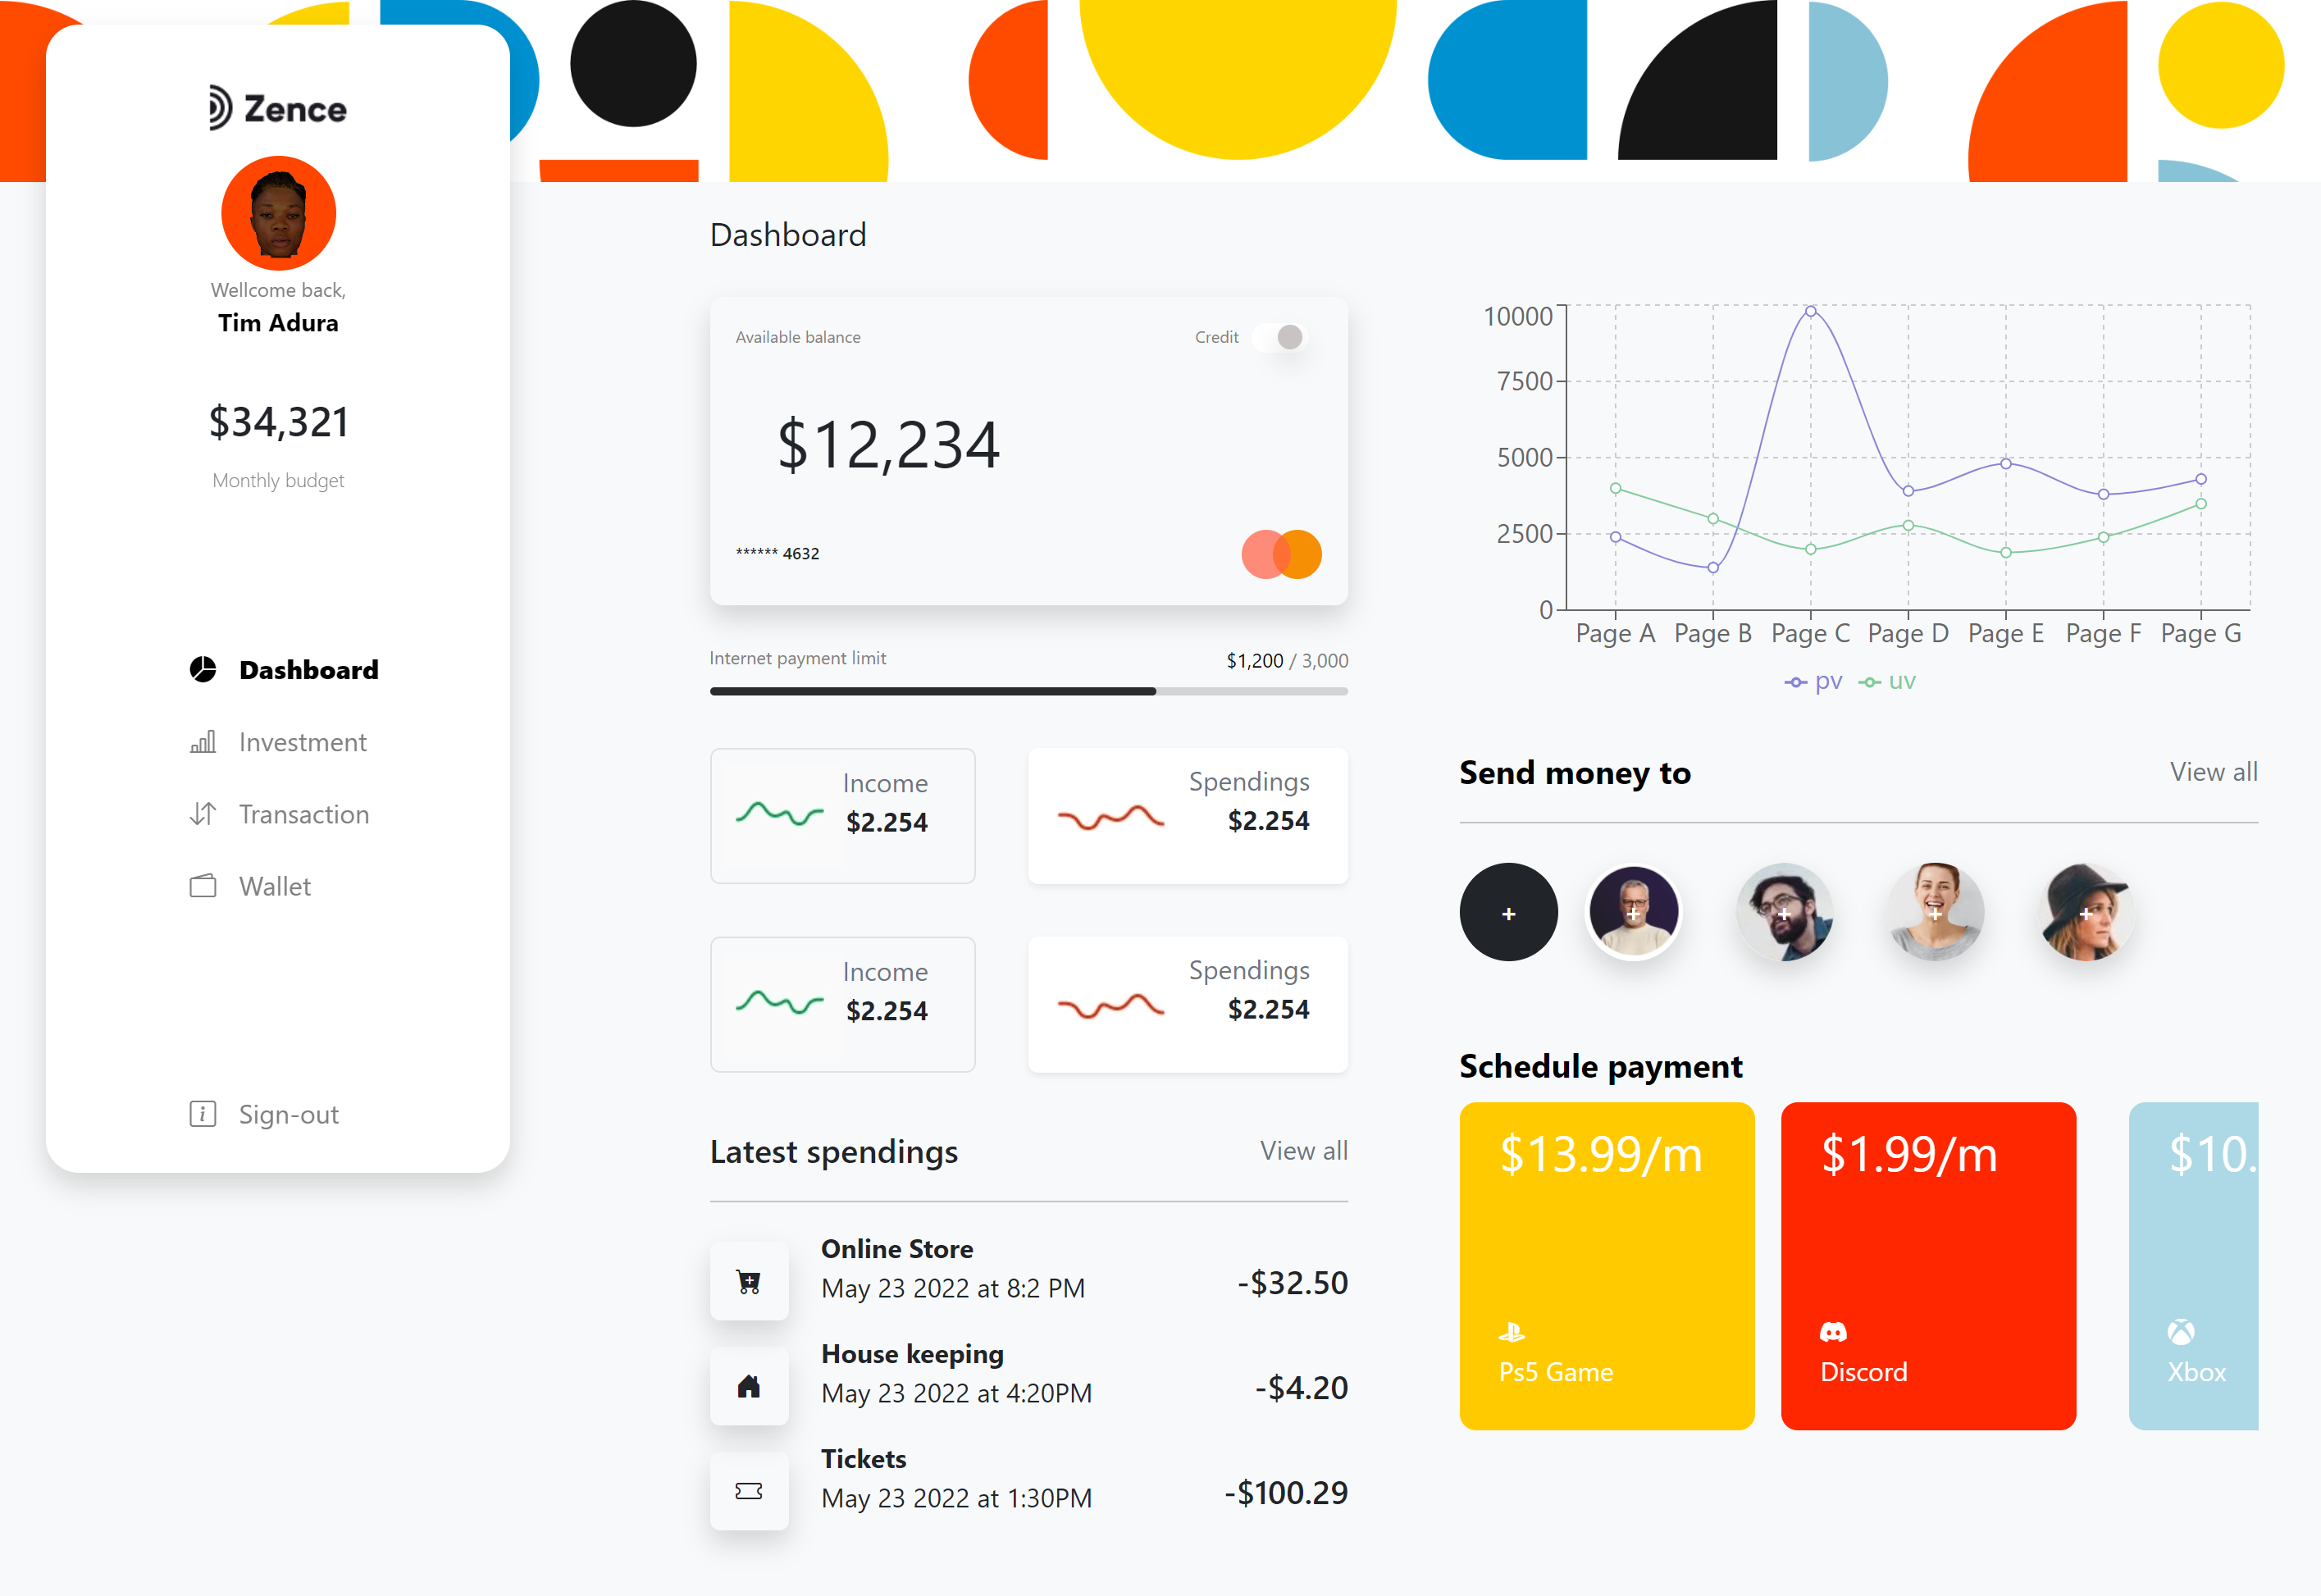 Zence
Wellcome back,
Tim Adura
$34,321
Monthly budget
Dashboard
Investment
Transaction
Wallet
Sign-out
Dashboard
Available balance
Credit
$12,234
****** 4632
Internet payment limit
$1,200 / 3,000
Income
$2.254
Spendings
$2.254
Income
$2.254
Spendings
$2.254
Latest spendings
View all
Online Store
May 23 2022 at 8:2 PM
-$32.50
House keeping
May 23 2022 at 4:20PM
-$4.20
Tickets
May 23 2022 at 1:30PM
-$100.29
10000
7500
5000
2500
0
Page A Page B Page C Page D Page E Page F Page G
pv uv
Send money to
View all
+ + + + +
Schedule payment
$13.99/m
Ps5 Game
$1.99/m
Discord
$10.
Xbox